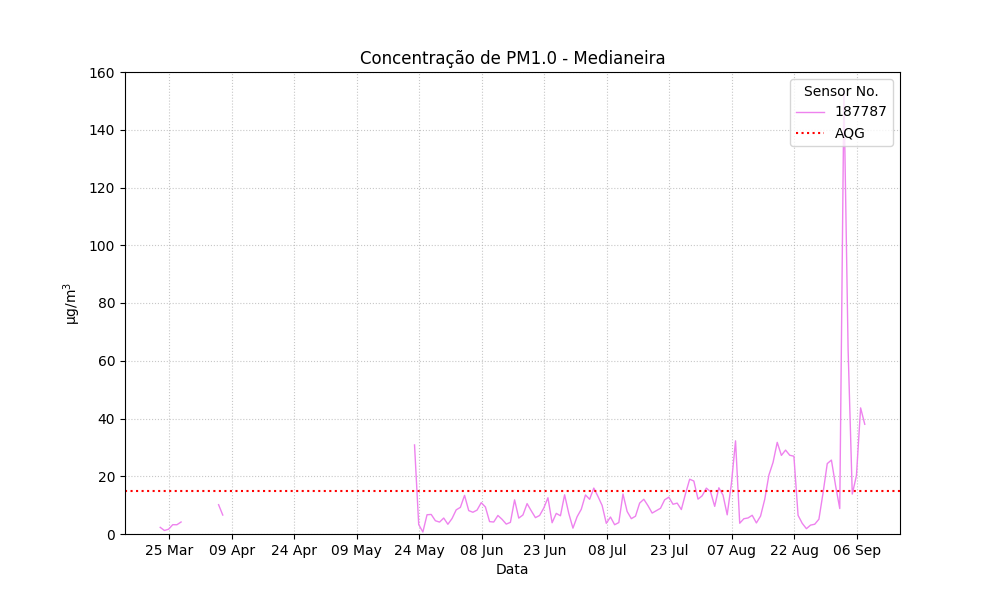 Concentração de PM1.0 - Medianeira
160
140
120
100
80
60
40
20
0
µg/m³
Sensor No.
187787
AQG
25 Mar 09 Apr 24 Apr 09 May 24 May 08 Jun 23 Jun 08 Jul 23 Jul 07 Aug 22 Aug 06 Sep
Data